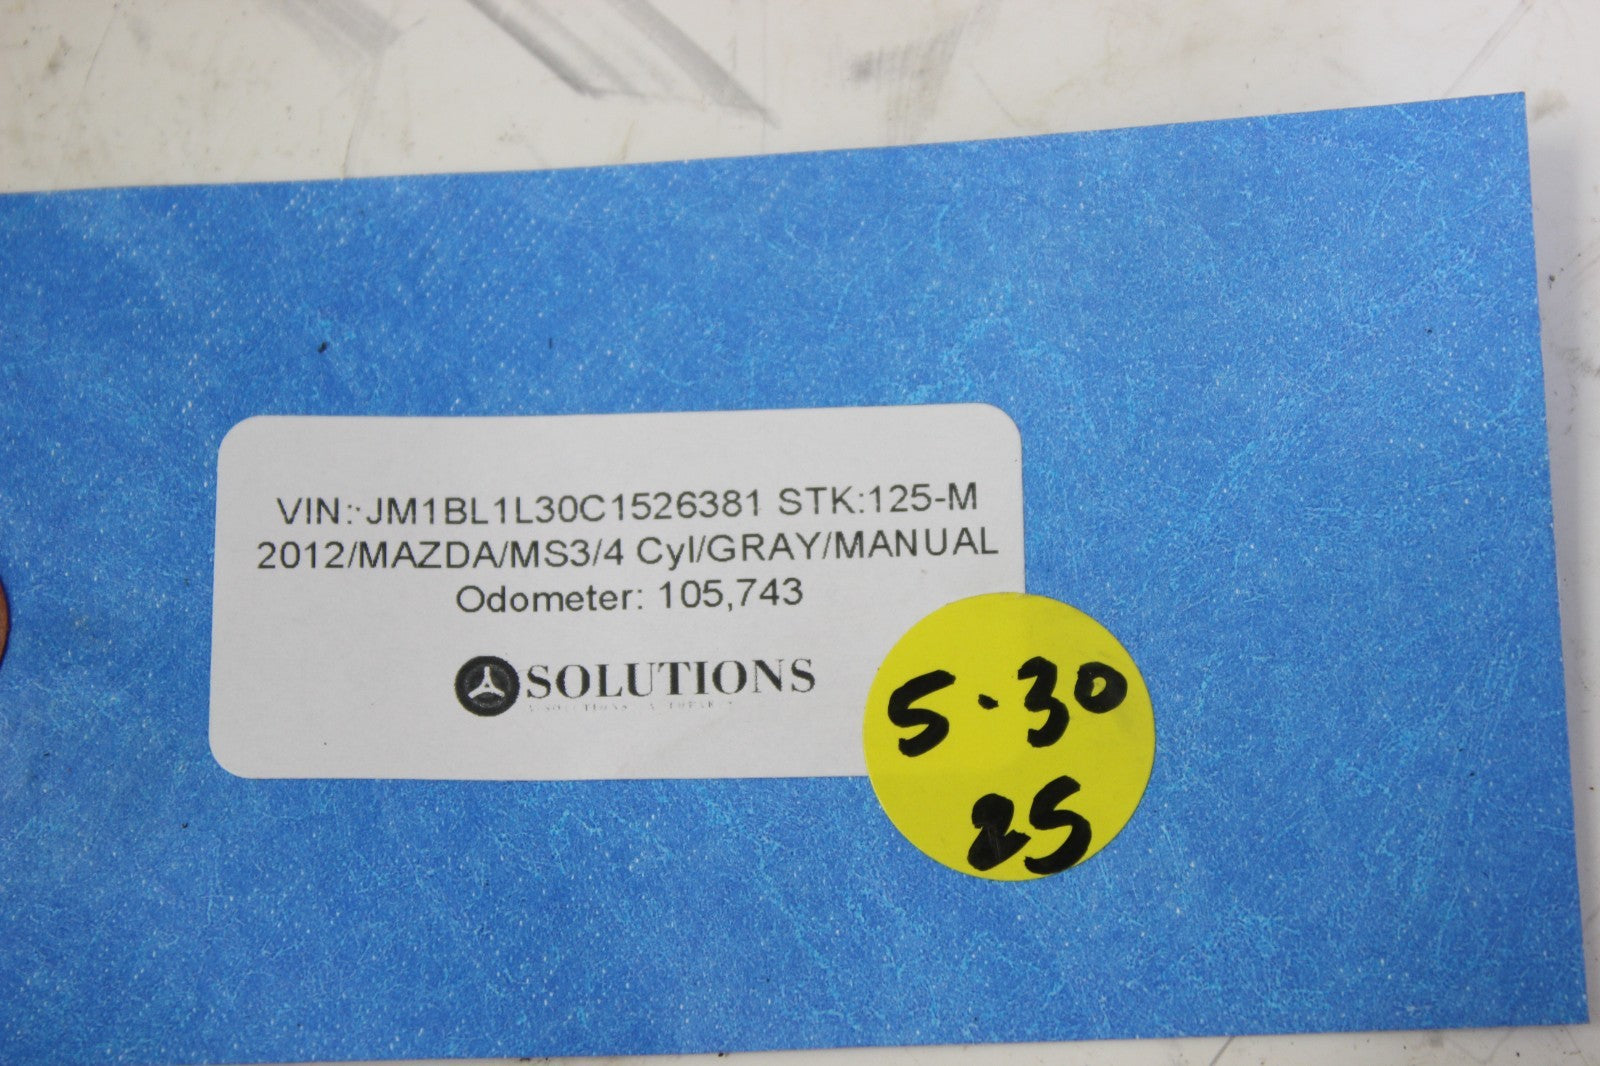 VIN: JM1BL1L30C1526381 STK:125-M
2012/MAZDA/MS3/4 Cyl/GRAY/MANUAL
Odometer: 105,743
SOLUTIONS
5.30
25